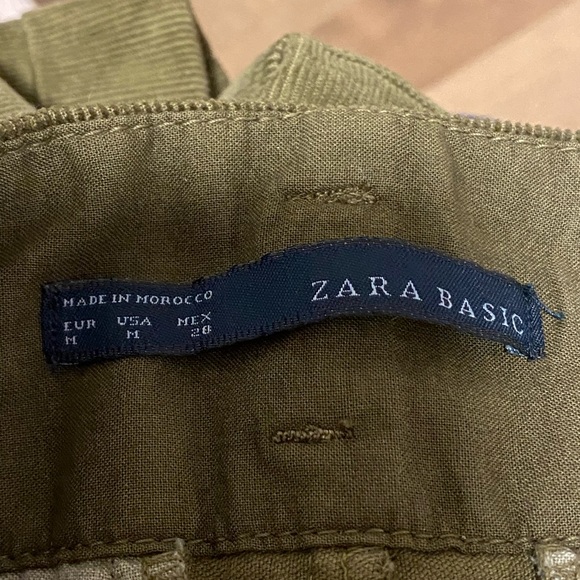 MADE IN MOROCCO
EUR USA MEX
M M 28
ZARA BASIC